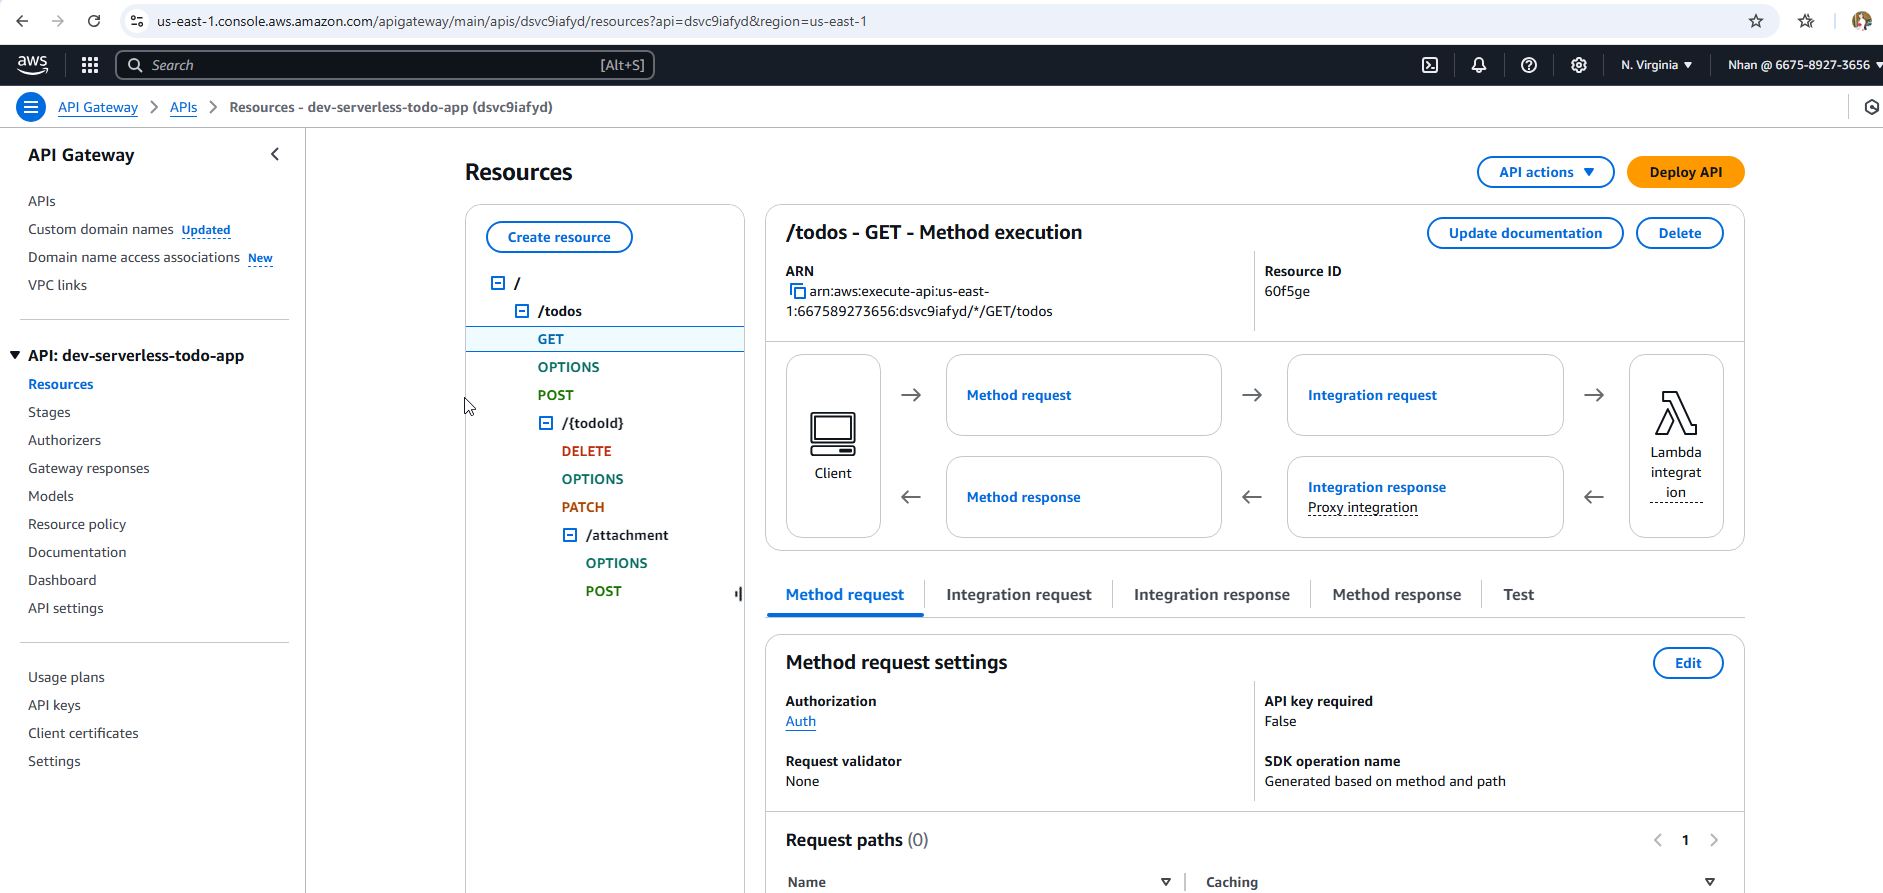 us-east-1.console.aws.amazon.com/apigateway/main/apis/dsvc9iafyd/resources?api=dsvc9iafyd&region=us-east-1
aws
Search
[Alt+S]
N. Virginia
Nhan @ 6675-8927-3656
API Gateway
APIs
Resources - dev-serverless-todo-app (dsvc9iafyd)
API Gateway
APIs
Custom domain names Updated
Domain name access associations New
VPC links
API: dev-serverless-todo-app
Resources
Stages
Authorizers
Gateway responses
Models
Resource policy
Documentation
Dashboard
API settings
Usage plans
API keys
Client certificates
Settings
Resources
API actions
Deploy API
Create resource
/
/todos
GET
OPTIONS
POST
/{todoId}
DELETE
OPTIONS
PATCH
/attachment
OPTIONS
POST
/todos - GET - Method execution
Update documentation
Delete
ARN
arn:aws:execute-api:us-east-
1:667589273656:dsvc9iafyd/*/GET/todos
Resource ID
60f5ge
Client
Method request
Integration request
Method response
Integration response
Proxy integration
Lambda
integrat
ion
Method request
Integration request
Integration response
Method response
Test
Method request settings
Edit
Authorization
Auth
API key required
False
Request validator
None
SDK operation name
Generated based on method and path
Request paths (0)
1
Name
Caching